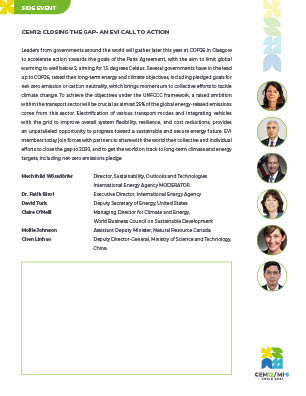 SIDE EVENT
CEM12: CLOSING THE GAP- AN EVI CALL TO ACTION
Leaders from governments around the world will gather later this year at COP26 in Glasgow
to accelerate action towards the goals of the Paris Agreement, with the aim to limit global
warming to well below 2, aiming for 1.5 degrees Celsius. Several governments have in the lead
up to COP26, raised their long-term energy and climate objectives, including pledged goals for
net-zero emission or carbon neutrality, which brings momentum to collective efforts to tackle
climate change. To achieve the objectives under the UNFCCC framework, a raised ambition
within the transport sector will be crucial as almost 25% of the global energy-related emissions
come from this sector. Electrification of various transport modes and integrating vehicles
with the grid to improve overall system flexibility, resilience, and cost reductions, provides
an unparalleled opportunity to progress toward a sustainable and secure energy future. EVI
members today join forces with partners to share with the world their collective and individual
efforts to close the gap to 2030, and to get the world on track to long-term climate and energy
targets, including net-zero emissions pledge.
Mechthild Wörsdörfer Director, Sustainability, Outlooks and Technologies
International Energy Agency MODERATOR.
Dr. Fatih Birol Executive Director, International Energy Agency
David Turk Deputy Secretary of Energy, United States
Claire O'Neill Managing Director for Climate and Energy,
World Business Council on Sustainable Development
Mollie Johnson Assistant Deputy Minister, Natural Resource Canada
Chen Linhao Deputy Director-General, Ministry of Science and Technology,
China
CEM12/MI-6
CHILE 2021